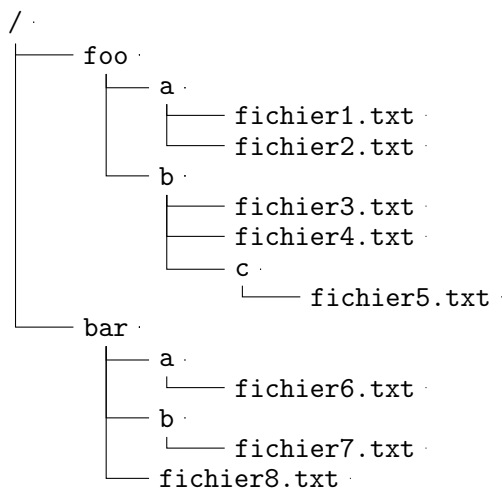 /
foo
a
fichier1.txt
fichier2.txt
b
fichier3.txt
fichier4.txt
c
fichier5.txt
bar
a
fichier6.txt
b
fichier7.txt
fichier8.txt